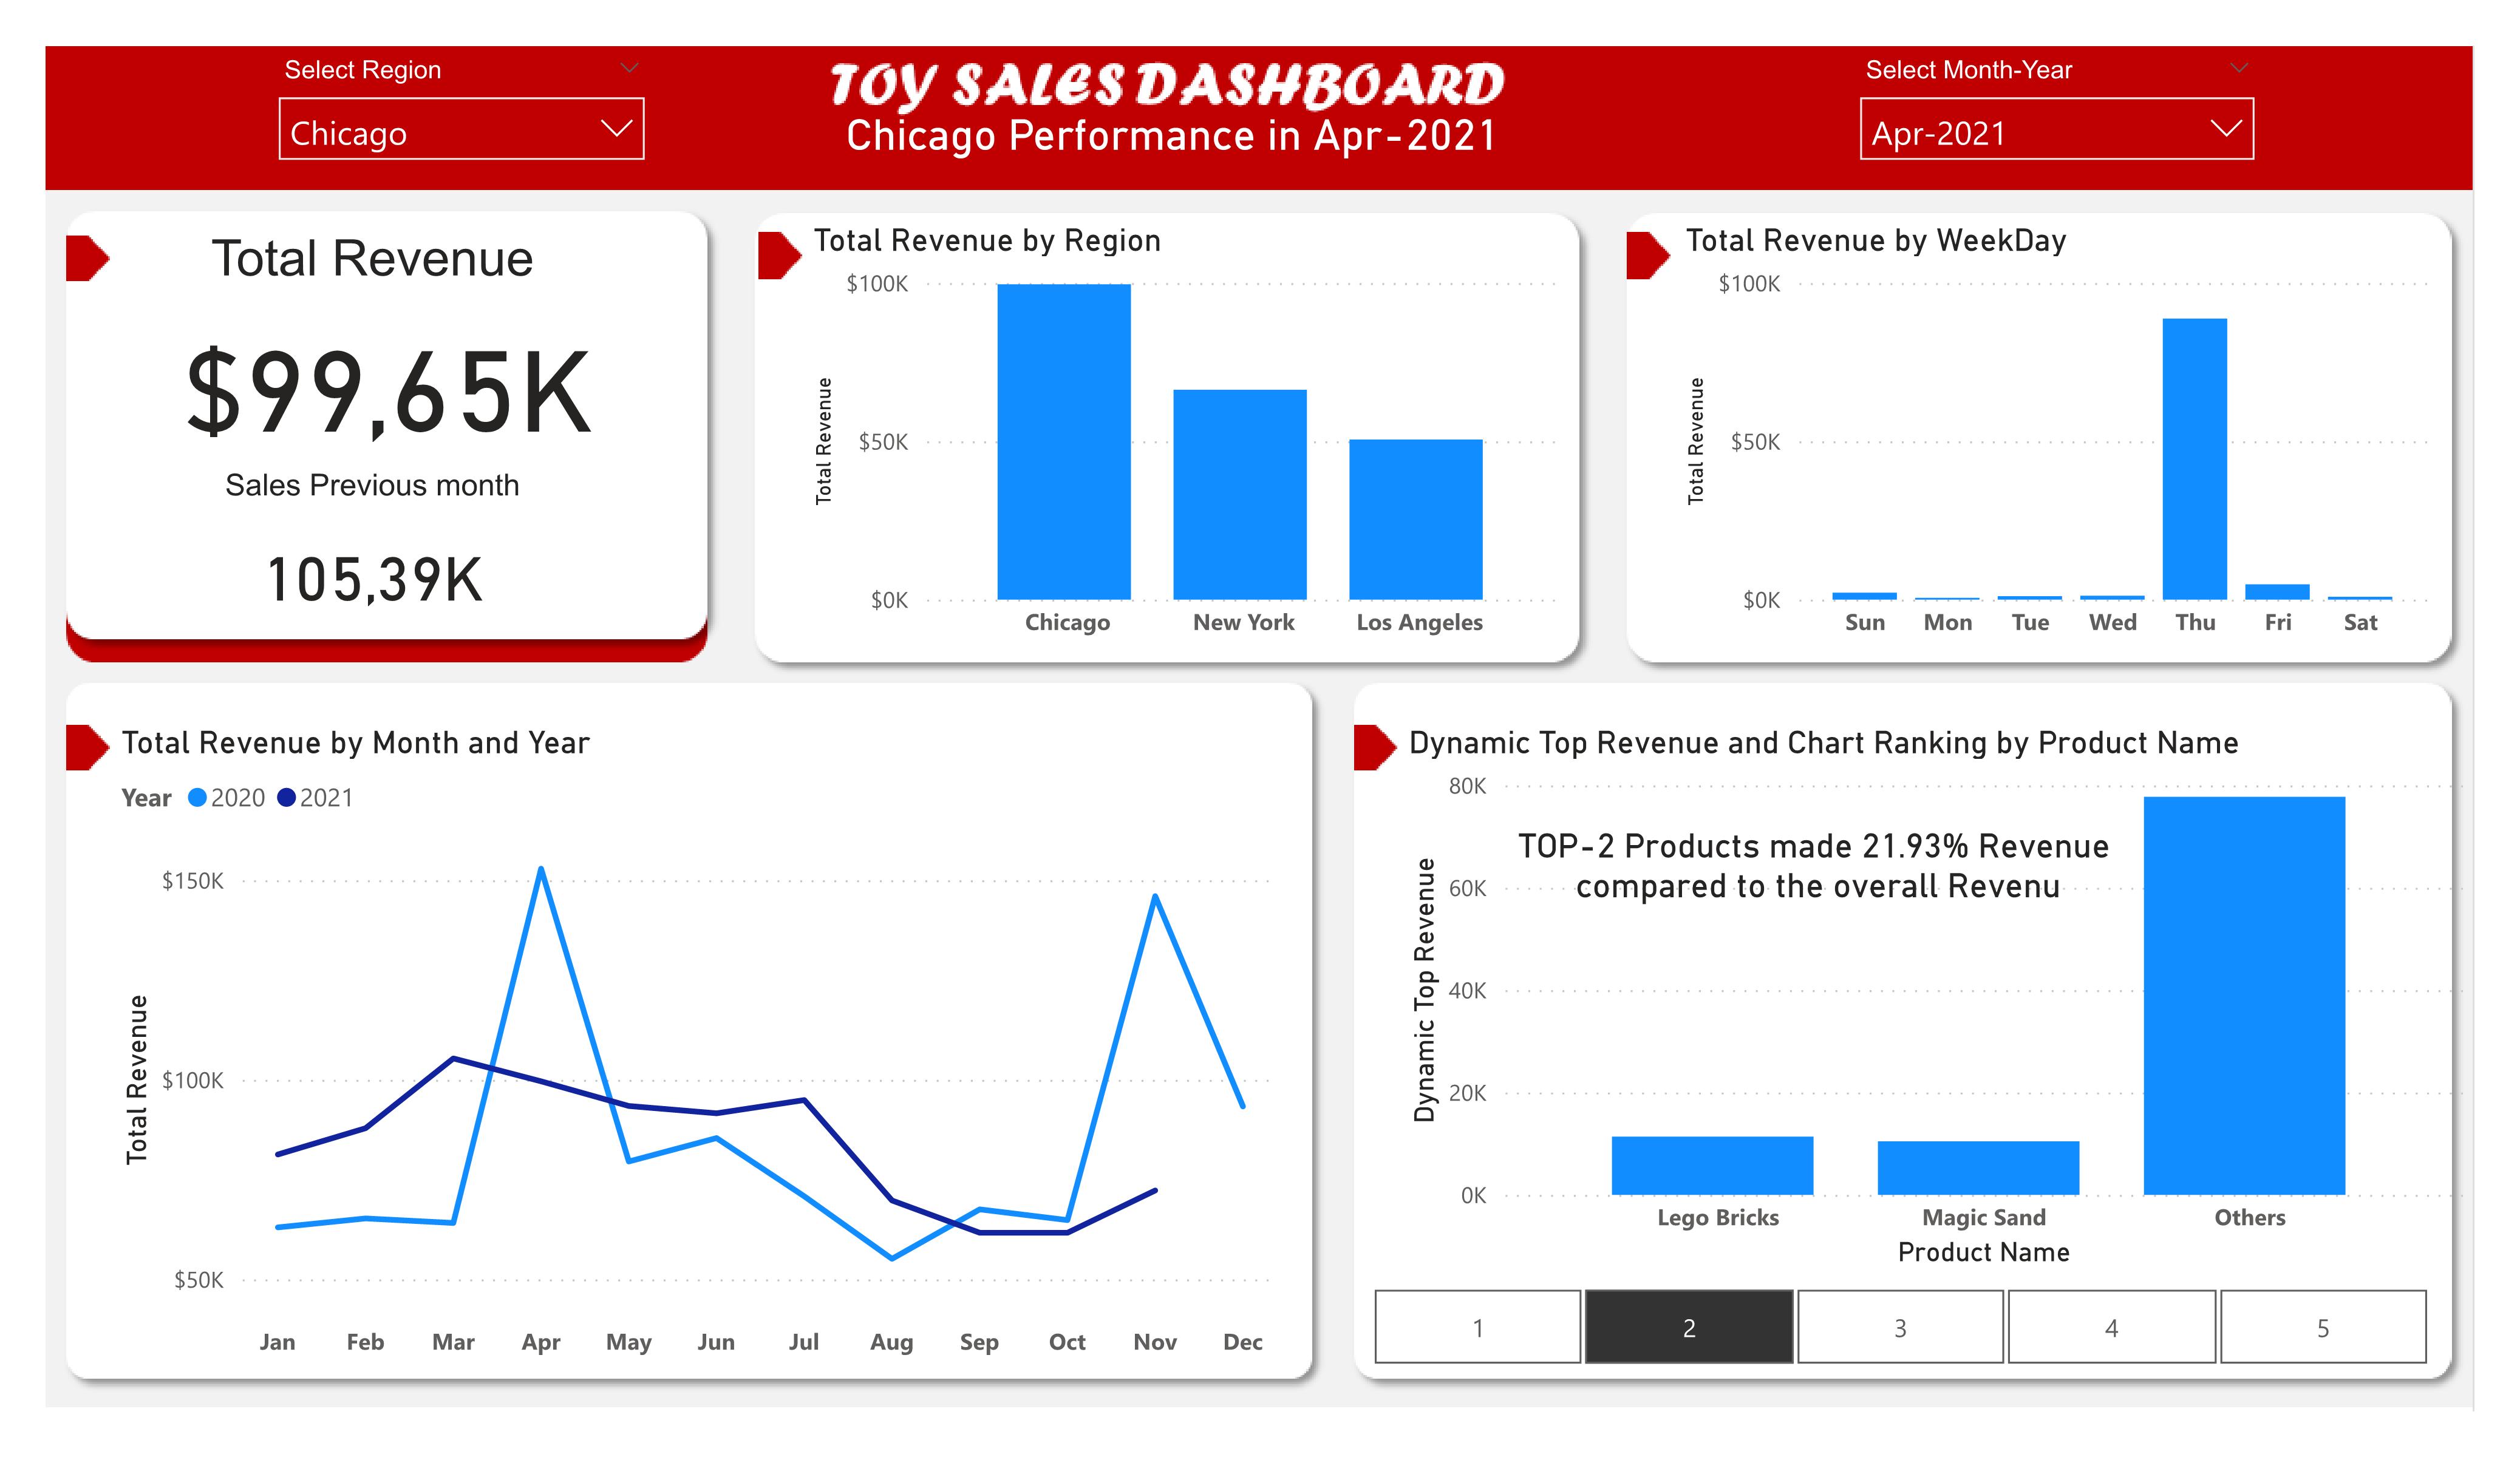 Select Region
Chicago
TOY SALES DASHBOARD
Chicago Performance in Apr-2021
Select Month-Year
Apr-2021
Total Revenue
$99,65K
Sales Previous month
105,39K
Total Revenue by Region
Total Revenue
$100K
$50K
$0K
Chicago New York Los Angeles
Total Revenue by WeekDay
Total Revenue
$100K
$50K
$0K
Sun Mon Tue Wed Thu Fri Sat
Total Revenue by Month and Year
Year 2020 2021
Total Revenue
$150K
$100K
$50K
Jan Feb Mar Apr May Jun Jul Aug Sep Oct Nov Dec
Dynamic Top Revenue and Chart Ranking by Product Name
TOP-2 Products made 21.93% Revenue
compared to the overall Revenu
Dynamic Top Revenue
80K
60K
40K
20K
0K
Lego Bricks Magic Sand Others
Product Name
1 2 3 4 5